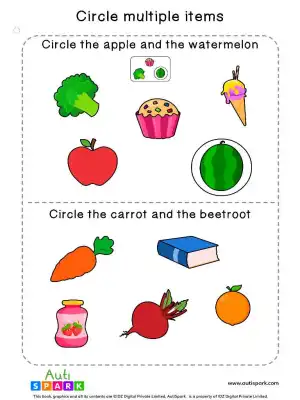 Circle multiple items
Circle the apple and the watermelon
Circle the carrot and the beetroot
Auti
SPARK
www.autispark.com
This book, graphics and all its contents are © IDZ Digital Private Limited. AutiSpark is a property of IDZ Digital Private Limited.